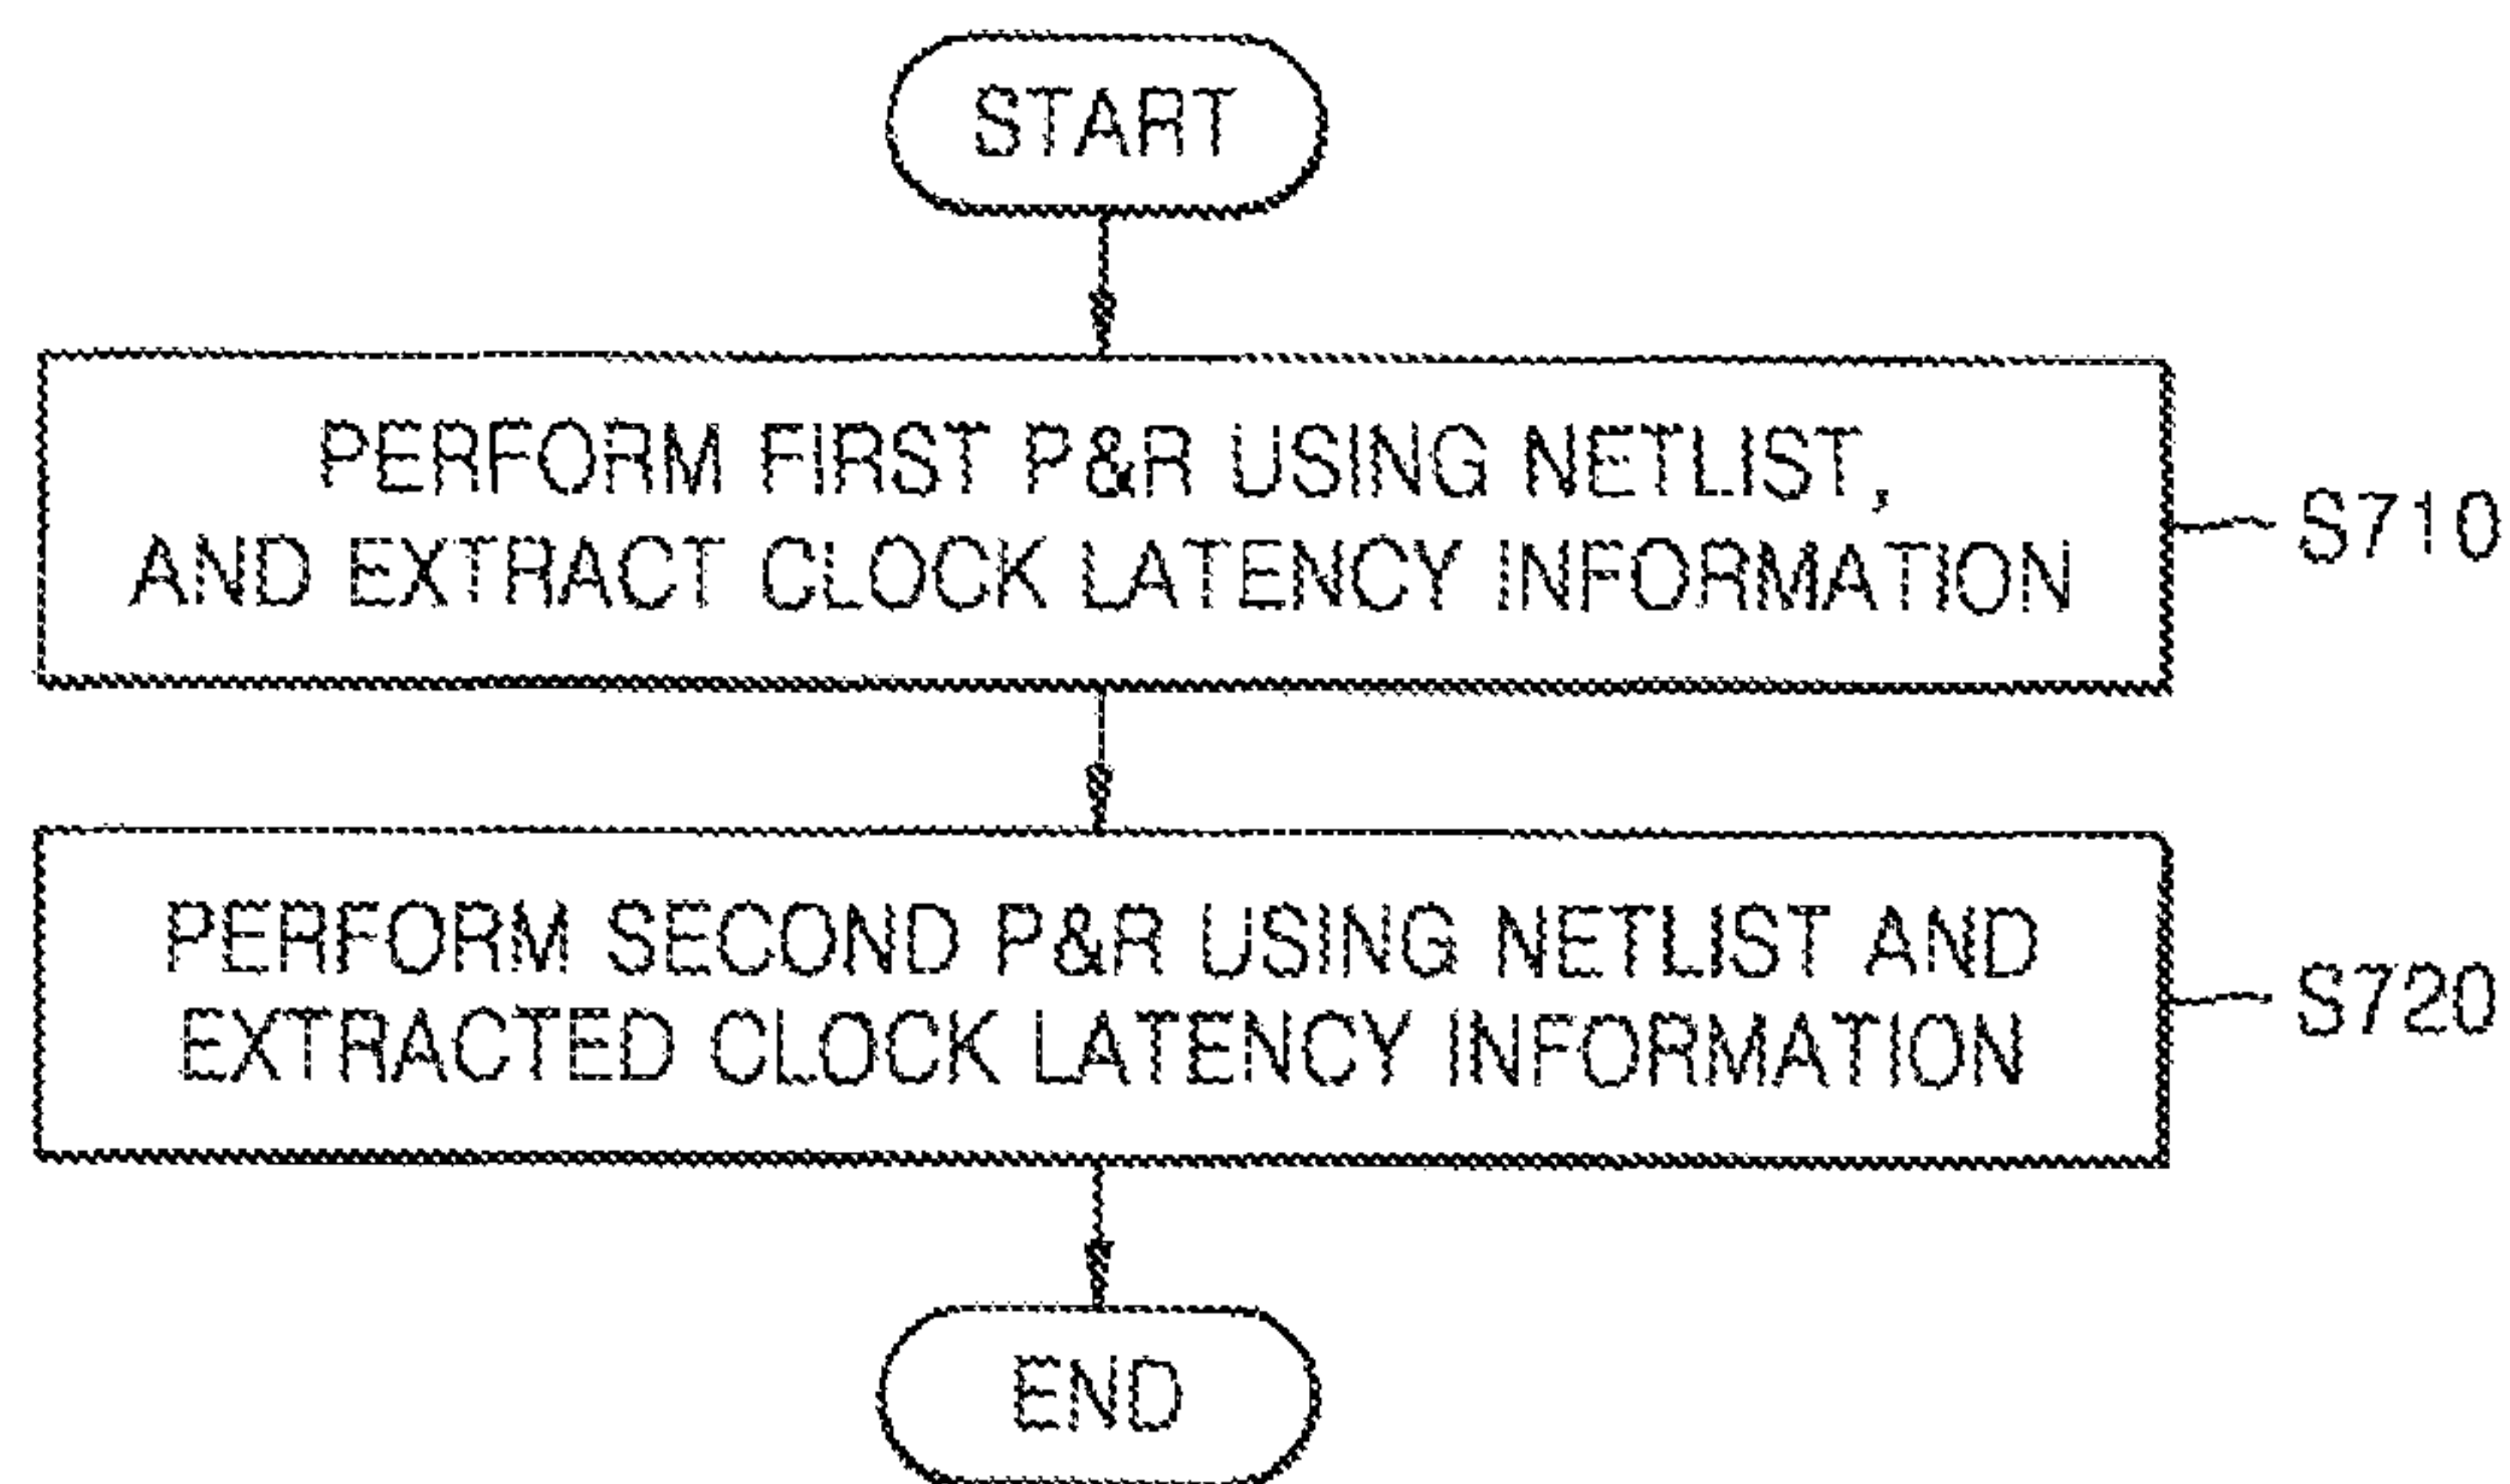 START
PERFORM FIRST P&R USING NETLIST,
AND EXTRACT CLOCK LATENCY INFORMATION
S710
PERFORM SECOND P&R USING NETLIST AND
EXTRACTED CLOCK LATENCY INFORMATION
S720
END